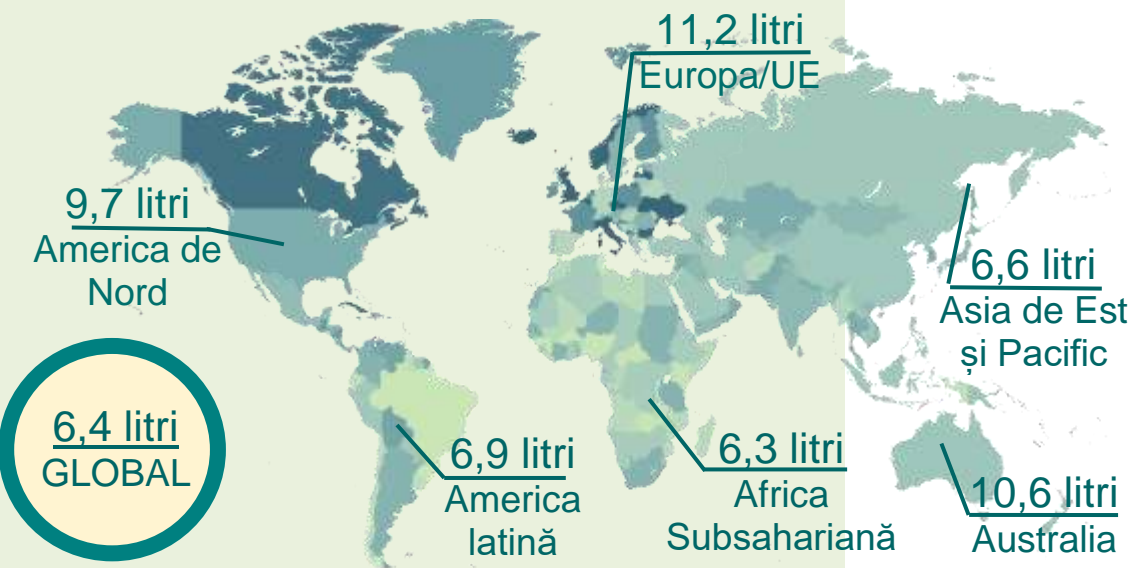 11,2 litri
Europa/UE
9,7 litri
America de
Nord
6,6 litri
Asia de Est
și Pacific
6,4 litri
GLOBAL
6,9 litri
America
latină
6,3 litri
Africa
Subsahariană
10,6 litri
Australia